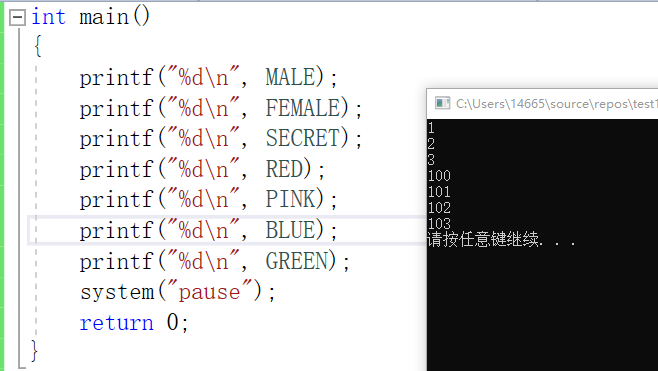 int main()
{
printf("%d\n", MALE);
printf("%d\n", FEMALE);
printf("%d\n", SECRET);
printf("%d\n", RED);
printf("%d\n", PINK);
printf("%d\n", BLUE);
printf("%d\n", GREEN);
system("pause");
return 0;
}
C:\Users\14665\source\repos\test1
1
2
3
100
101
102
103
请按任意键继续. . .